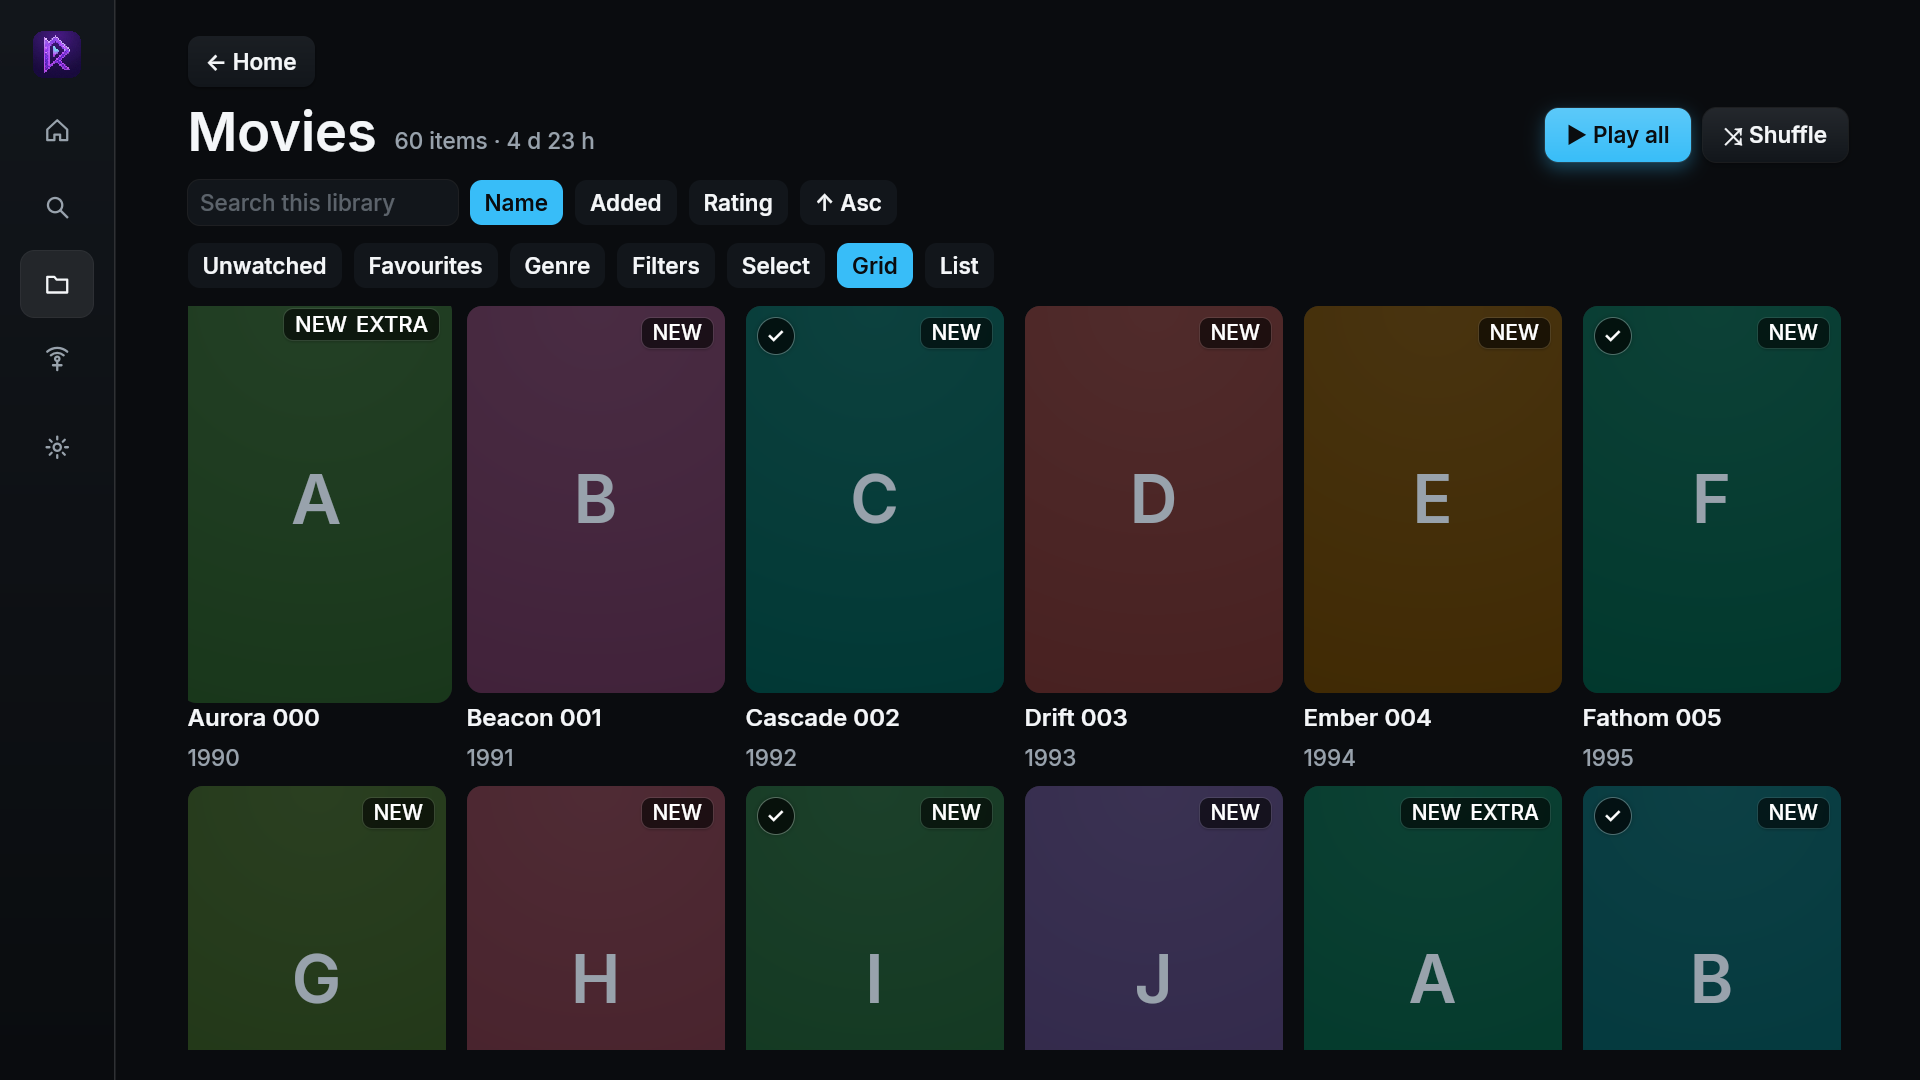 ← Home
Movies 60 items · 4 d 23 h
▶ Play all
Shuffle
Search this library
Name
Added
Rating
↑ Asc
Unwatched
Favourites
Genre
Filters
Select
Grid
List
NEW EXTRA
A
Aurora 000
1990
NEW
B
Beacon 001
1991
NEW
C
Cascade 002
1992
NEW
D
Drift 003
1993
NEW
E
Ember 004
1994
NEW
F
Fathom 005
1995
NEW
G
NEW
H
NEW
I
NEW
J
NEW EXTRA
A
NEW
B